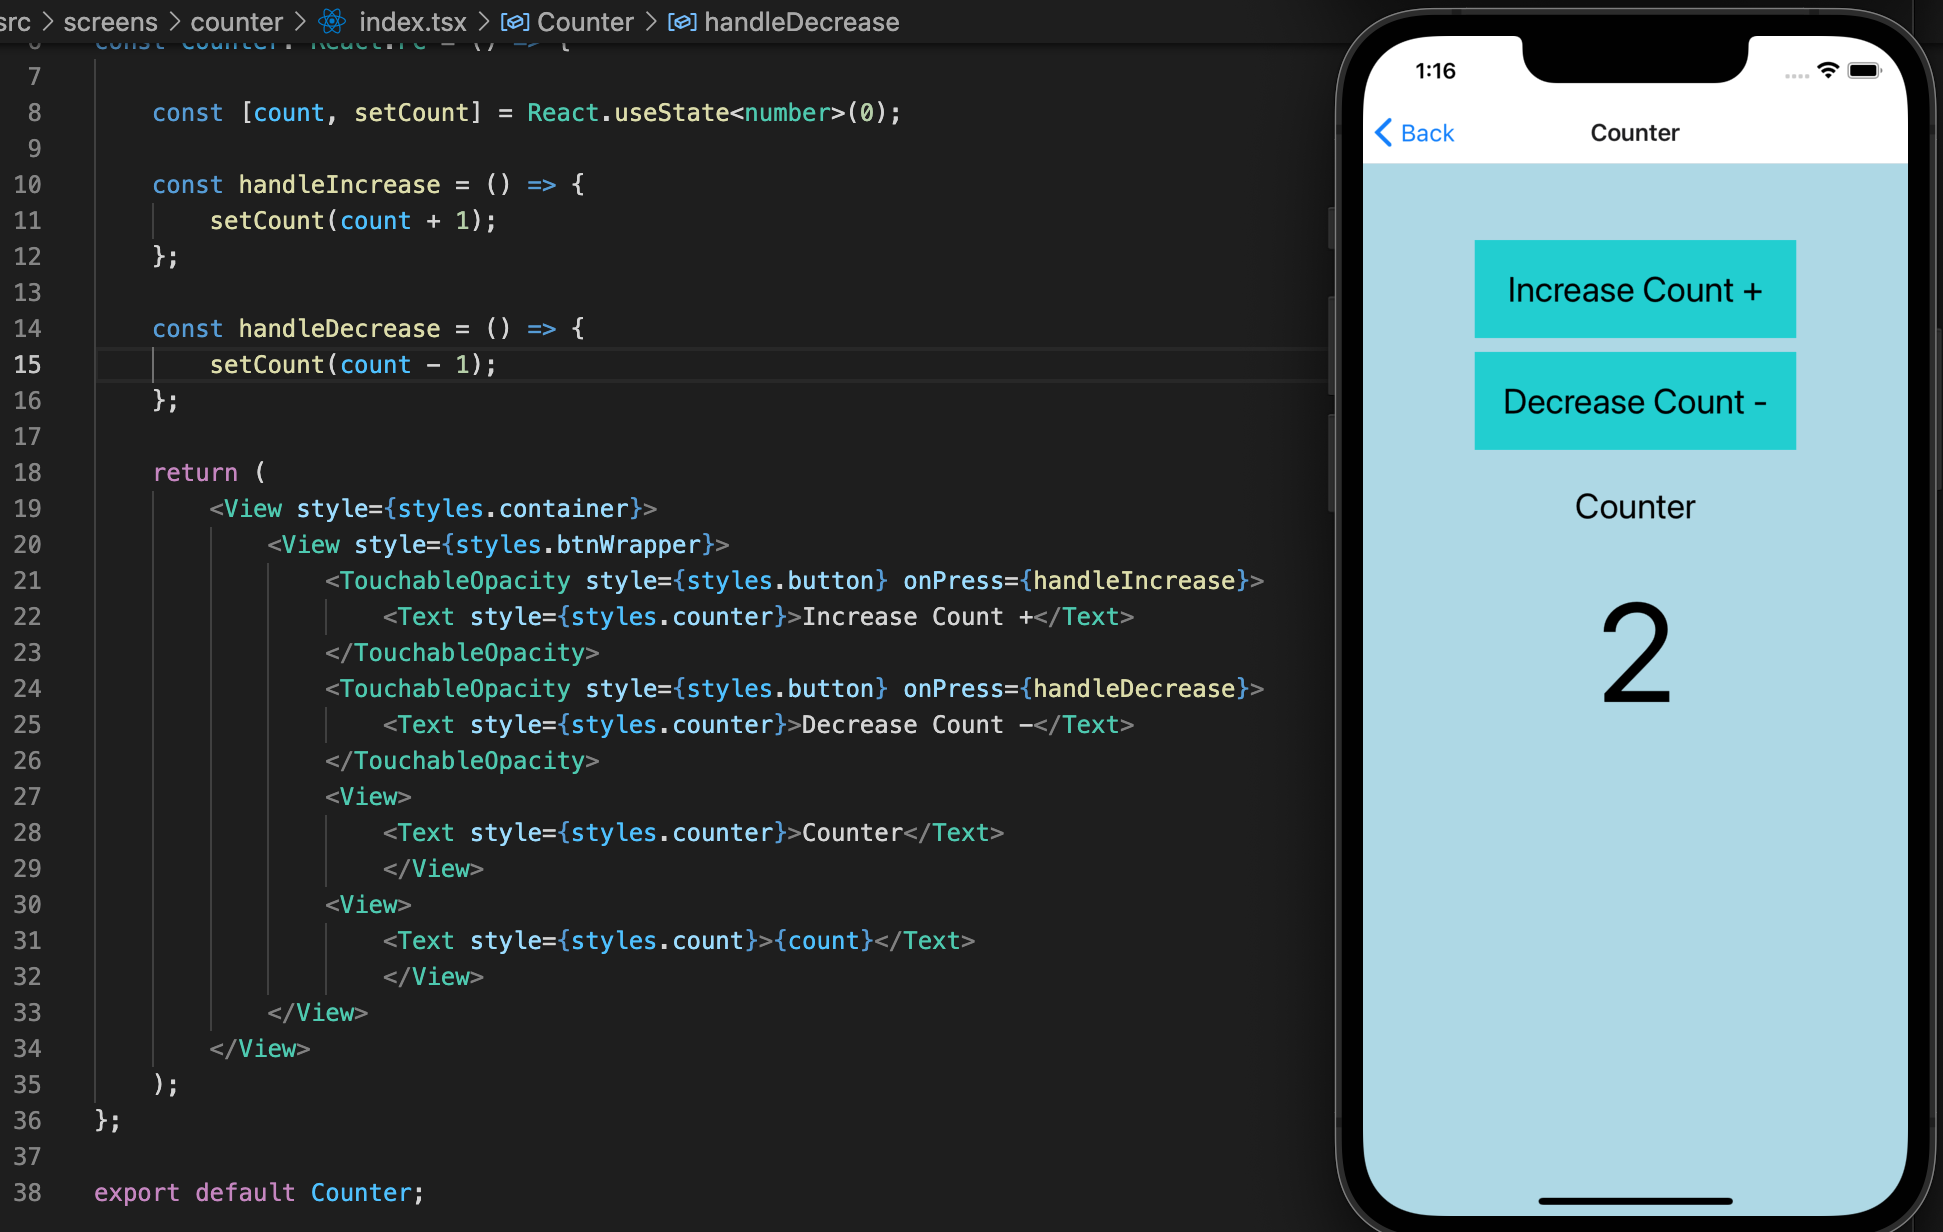 src > screens > counter > index.tsx > Counter > handleDecrease
6 const Counter: React.FC = () => {
7
8 const [count, setCount] = React.useState<number>(0);
9
10 const handleIncrease = () => {
11 setCount(count + 1);
12 };
13
14 const handleDecrease = () => {
15 setCount(count - 1);
16 };
17
18 return (
19 <View style={styles.container}>
20 <View style={styles.btnWrapper}>
21 <TouchableOpacity style={styles.button} onPress={handleIncrease}>
22 <Text style={styles.counter}>Increase Count +</Text>
23 </TouchableOpacity>
24 <TouchableOpacity style={styles.button} onPress={handleDecrease}>
25 <Text style={styles.counter}>Decrease Count -</Text>
26 </TouchableOpacity>
27 <View>
28 <Text style={styles.counter}>Counter</Text>
29 </View>
30 <View>
31 <Text style={styles.count}>{count}</Text>
32 </View>
33 </View>
34 </View>
35 );
36 };
37
38 export default Counter;
1:16
Back
Counter
Increase Count +
Decrease Count -
Counter
2